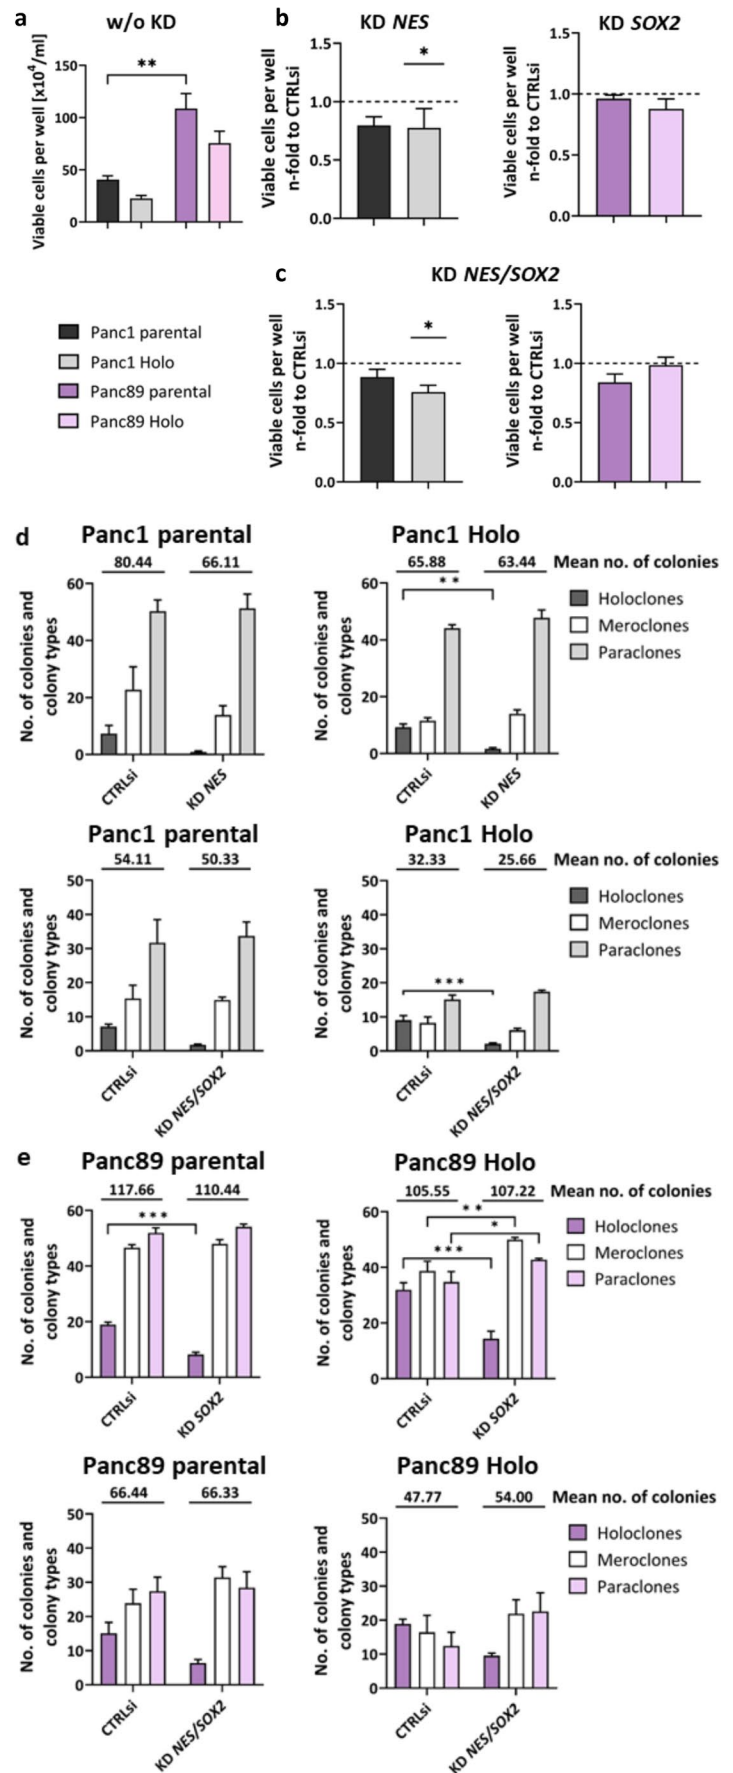 a
w/o KD
Viable cells per well [x10⁴/ml]
150
100
50
0
**
b
KD NES
Viable cells per well
n-fold to CTRLsi
1.5
1.0
0.5
0.0
*
KD SOX2
Viable cells per well
n-fold to CTRLsi
1.5
1.0
0.5
0.0
c
KD NES/SOX2
Panc1 parental
Panc1 Holo
Panc89 parental
Panc89 Holo
Viable cells per well
n-fold to CTRLsi
1.5
1.0
0.5
0.0
*
Viable cells per well
n-fold to CTRLsi
1.5
1.0
0.5
0.0
d
Panc1 parental
80.44 66.11
No. of colonies and
colony types
60
40
20
0
CTRLsi
KD NES
Panc1 Holo
65.88 63.44 Mean no. of colonies
**
No. of colonies and
colony types
60
40
20
0
CTRLsi
KD NES
Holoclones
Meroclones
Paraclones
Panc1 parental
54.11 50.33
No. of colonies and
colony types
50
40
30
20
10
0
CTRLsi
KD NES/SOX2
Panc1 Holo
32.33 25.66 Mean no. of colonies
***
No. of colonies and
colony types
50
40
30
20
10
0
CTRLsi
KD NES/SOX2
Holoclones
Meroclones
Paraclones
e
Panc89 parental
117.66 110.44
***
No. of colonies and
colony types
60
40
20
0
CTRLsi
KD SOX2
Panc89 Holo
105.55 107.22 Mean no. of colonies
**
*
***
No. of colonies and
colony types
60
40
20
0
CTRLsi
KD SOX2
Holoclones
Meroclones
Paraclones
Panc89 parental
66.44 66.33
No. of colonies and
colony types
50
40
30
20
10
0
CTRLsi
KD NES/SOX2
Panc89 Holo
47.77 54.00 Mean no. of colonies
No. of colonies and
colony types
50
40
30
20
10
0
CTRLsi
KD NES/SOX2
Holoclones
Meroclones
Paraclones